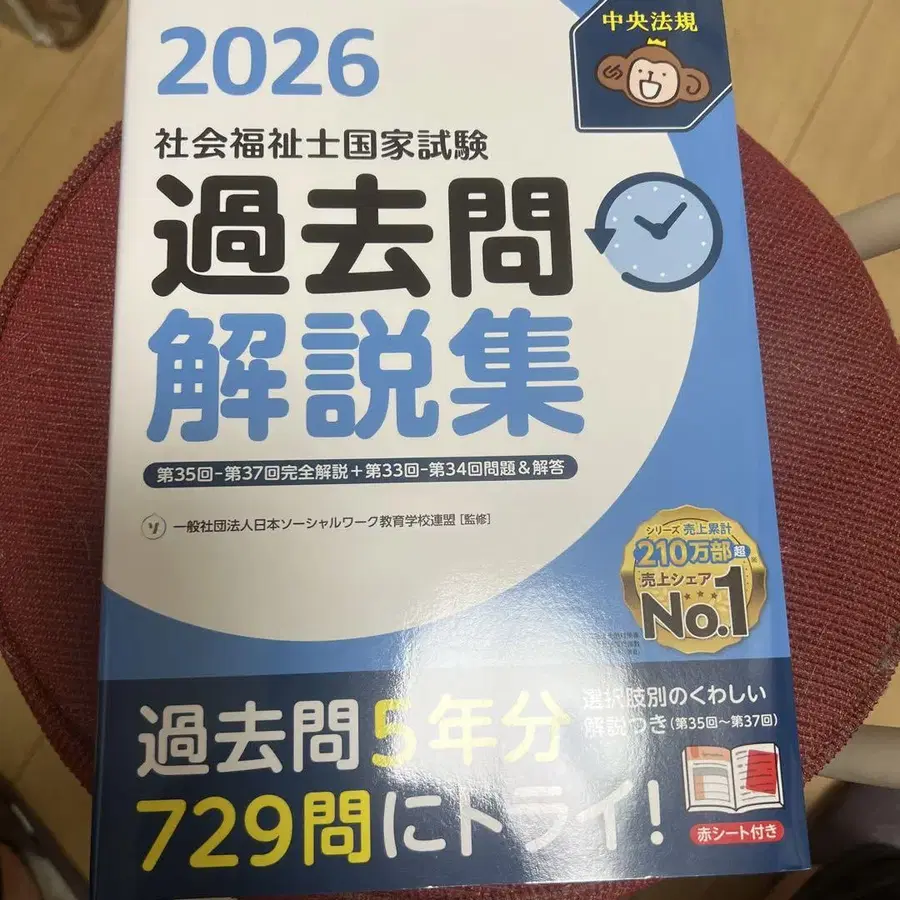 2026
中央法規
社会福祉士国家試験
過去問
解説集
第35回-第37回完全解説+第33回-第34回問題&解答
一般社団法人日本ソーシャルワーク教育学校連盟[監修]
シリーズ 売上累計
210万部超
売上シェア
No.1
過去問5年分
729問にトライ!
選択肢別のくわしい
解説つき(第35回~第37回)
赤シート付き